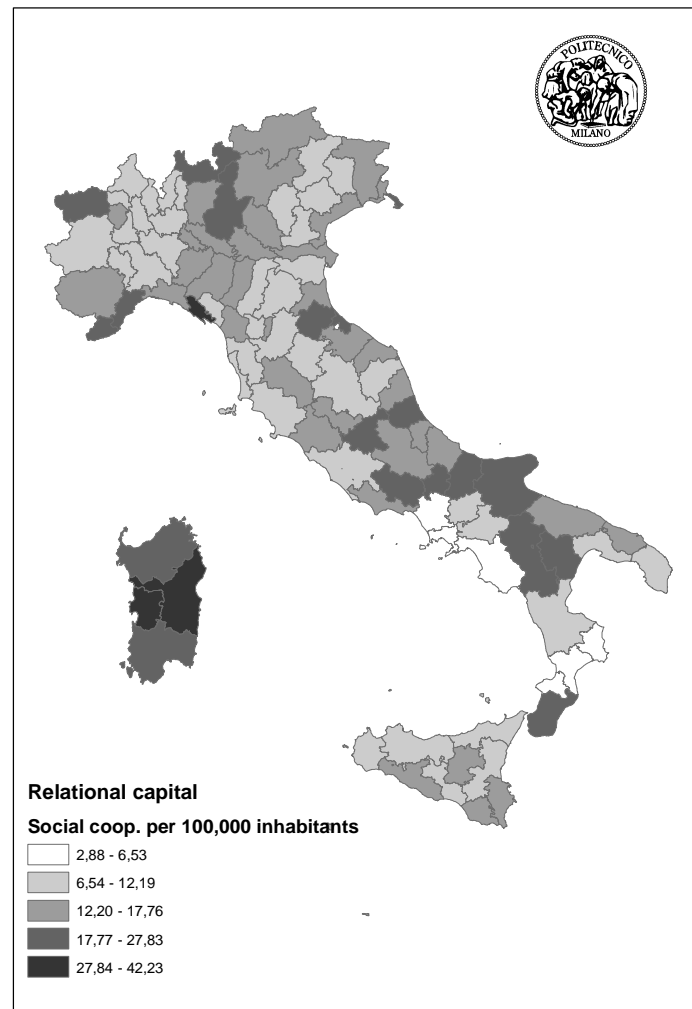 POLITECNICO
MILANO
Relational capital
Social coop. per 100,000 inhabitants
2,88 - 6,53
6,54 - 12,19
12,20 - 17,76
17,77 - 27,83
27,84 - 42,23